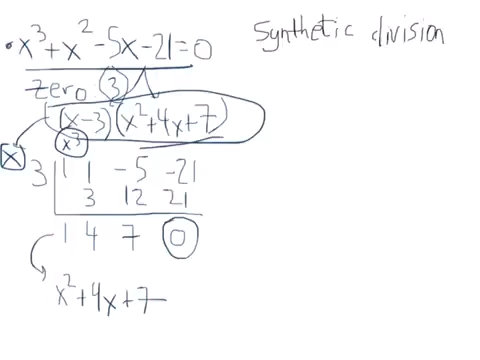 • x³+x²-5x-21=0
Synthetic division
zero 3
(x-3)(x²+4x+7)
x³
x
3 1 1 -5 -21
3 12 21
1 4 7 0
x²+4x+7